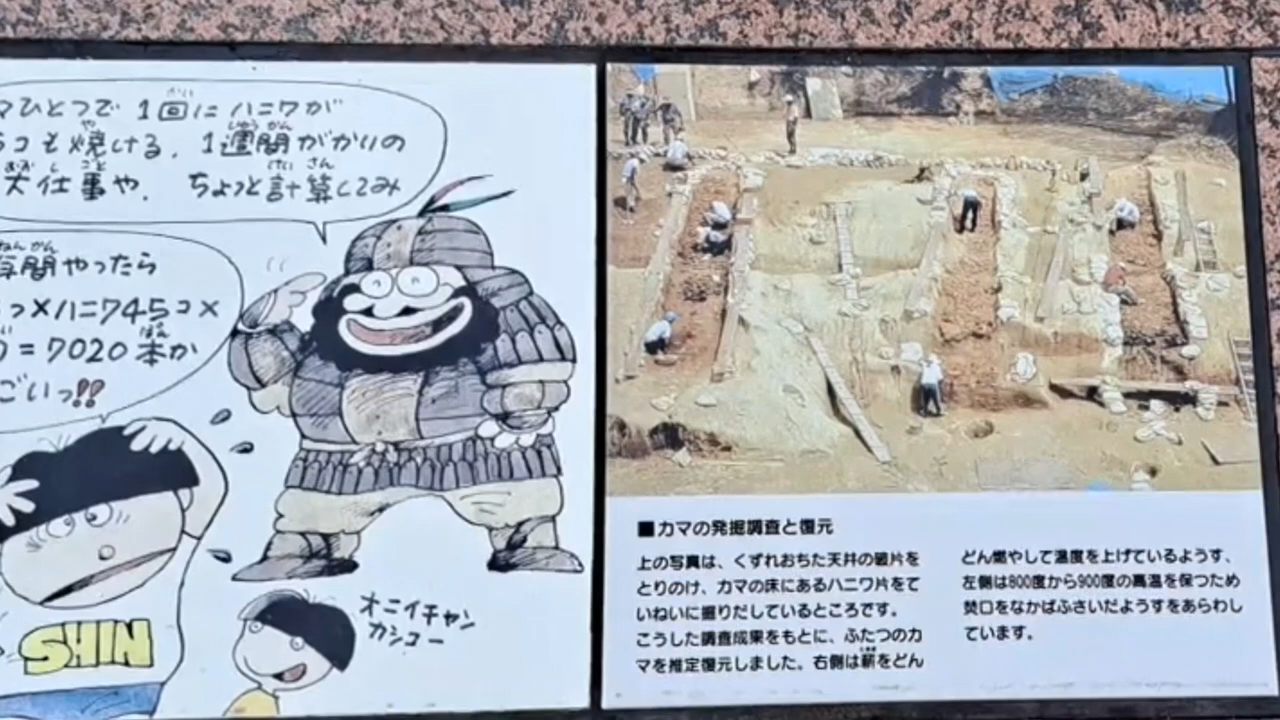 マひとつで 1回に ハニワが
コも焼ける. 1週間がかりの
大仕事や. ちょっと計算してみ
年間やったら
×ハニワ45コ×
=7020本か
ごいっ!!
SHIN
オニイチャン
カシコー
■カマの発掘調査と復元
上の写真は、くずれおちた天井の破片を
とりのけ、カマの床にあるハニワ片をて
いねいに掘りだしているところです。
こうした調査成果をもとに、ふたつのカ
マを推定復元しました。右側は薪をどん
どん燃やして温度を上げているようす、
左側は800度から900度の高温を保つため
焚口をなかばふさいだようすをあらわし
ています。